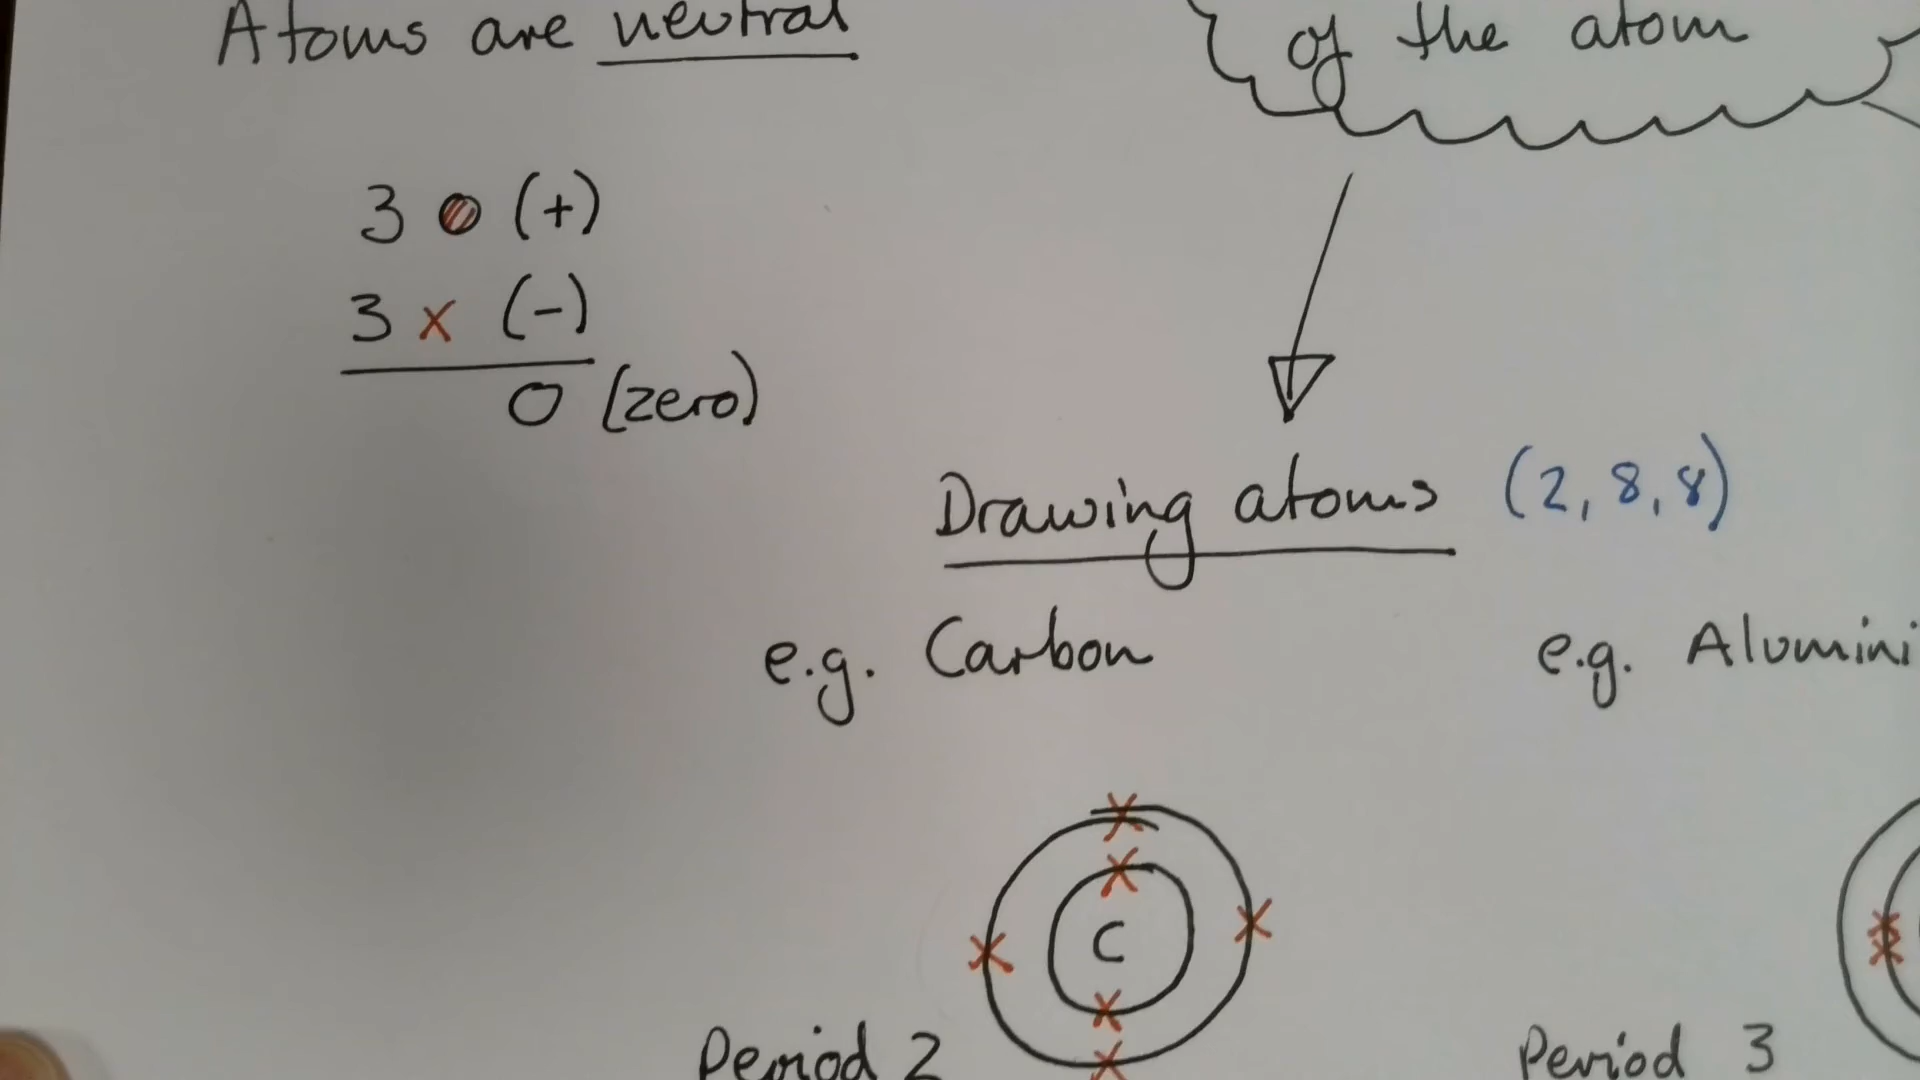 Atoms are neutral
of the atom
3 (+)
3 x (-)
0 (zero)
Drawing atoms (2, 8, 8)
e.g. Carbon
e.g. Alumini
C
Period 2
Period 3